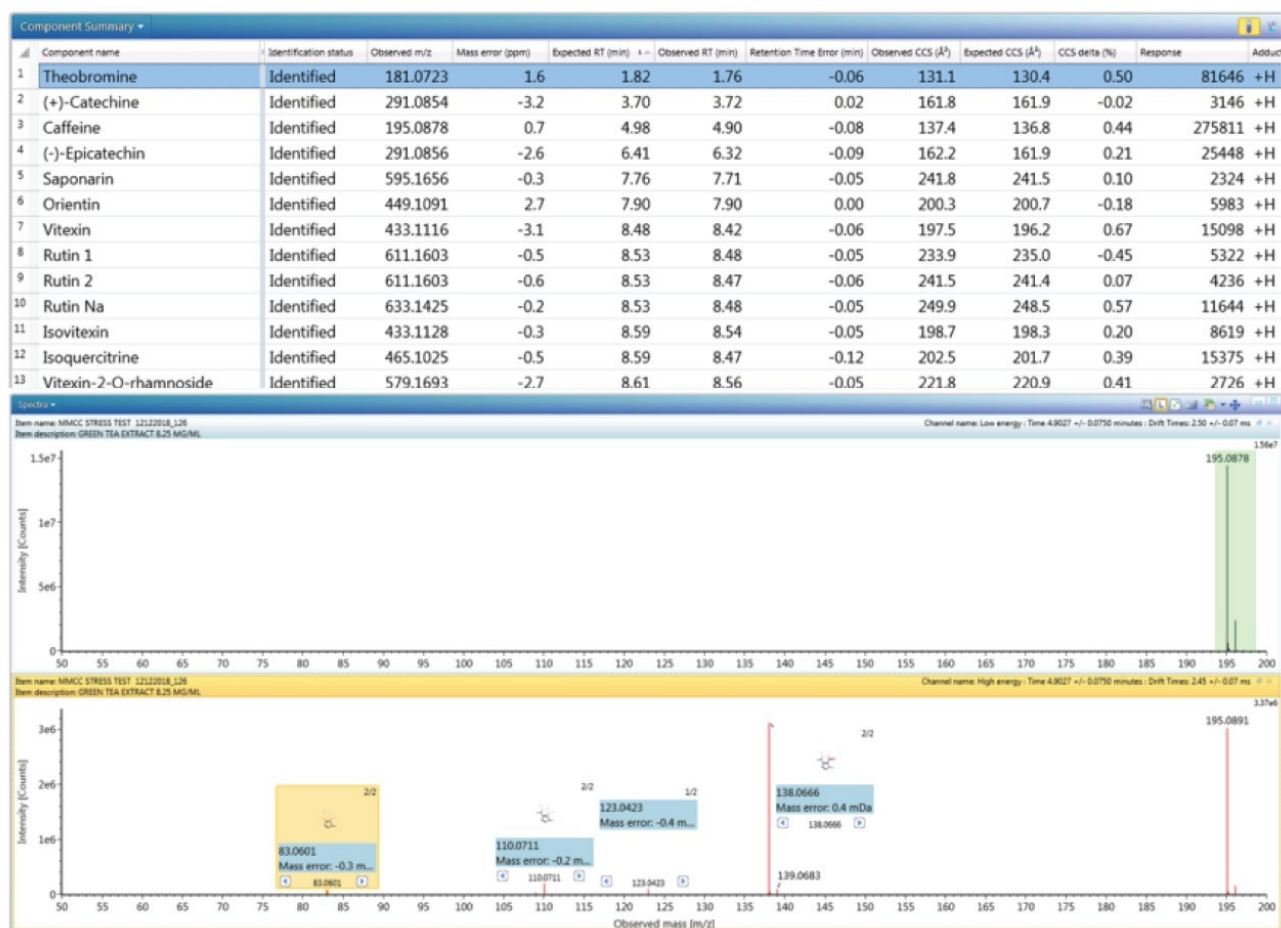 Component Summary
Component name Identification status Observed m/z Mass error (ppm) Expected RT (min) Observed RT (min) Retention Time Error (min) Observed CCS (Å²) Expected CCS (Å²) CCS delta (%) Response Adduct
1 Theobromine Identified 181.0723 1.6 1.82 1.76 -0.06 131.1 130.4 0.50 81646 +H
2 (+)-Catechine Identified 291.0854 -3.2 3.70 3.72 0.02 161.8 161.9 -0.02 3146 +H
3 Caffeine Identified 195.0878 0.7 4.98 4.90 -0.08 137.4 136.8 0.44 275811 +H
4 (-)-Epicatechin Identified 291.0856 -2.6 6.41 6.32 -0.09 162.2 161.9 0.21 25448 +H
5 Saponarin Identified 595.1656 -0.3 7.76 7.71 -0.05 241.8 241.5 0.10 2324 +H
6 Orientin Identified 449.1091 2.7 7.90 7.90 0.00 200.3 200.7 -0.18 5983 +H
7 Vitexin Identified 433.1116 -3.1 8.48 8.42 -0.06 197.5 196.2 0.67 15098 +H
8 Rutin 1 Identified 611.1603 -0.5 8.53 8.48 -0.05 233.9 235.0 -0.45 5322 +H
9 Rutin 2 Identified 611.1603 -0.6 8.53 8.47 -0.06 241.5 241.4 0.07 4236 +H
10 Rutin Na Identified 633.1425 -0.2 8.53 8.48 -0.05 249.9 248.5 0.57 11644 +H
11 Isovitexin Identified 433.1128 -0.3 8.59 8.54 -0.05 198.7 198.3 0.20 8619 +H
12 Isoquercitrine Identified 465.1025 -0.5 8.59 8.47 -0.12 202.5 201.7 0.39 15375 +H
13 Vitexin-2-O-rhamnoside Identified 579.1693 -2.7 8.61 8.56 -0.05 221.8 220.9 0.41 2726 +H
Spectra
Item name: MMCC STRESS TEST 12122018_126 Channel name: Low energy : Time 4.9027 +/- 0.0750 minutes : Drift Times: 2.50 +/- 0.07 ms
Item description: GREEN TEA EXTRACT 8.25 MG/ML
1.56e7
1.5e7
195.0878
1e7
5e6
0
Intensity [Counts]
50 55 60 65 70 75 80 85 90 95 100 105 110 115 120 125 130 135 140 145 150 155 160 165 170 175 180 185 190 195 200
Item name: MMCC STRESS TEST 12122018_126 Channel name: High energy : Time 4.9027 +/- 0.0750 minutes : Drift Times: 2.45 +/- 0.07 ms
Item description: GREEN TEA EXTRACT 8.25 MG/ML
3.37e6
3e6
195.0891
2/2
2e6
2/2 2/2 1/2
138.0666
Mass error: 0.4 mDa
138.0666
123.0423
Mass error: -0.4 m...
1e6
110.0711
Mass error: -0.2 m...
83.0601
Mass error: -0.3 m...
139.0683
83.0601 110.0711 123.0423
0
Intensity [Counts]
50 55 60 65 70 75 80 85 90 95 100 105 110 115 120 125 130 135 140 145 150 155 160 165 170 175 180 185 190 195 200
Observed mass [m/z]